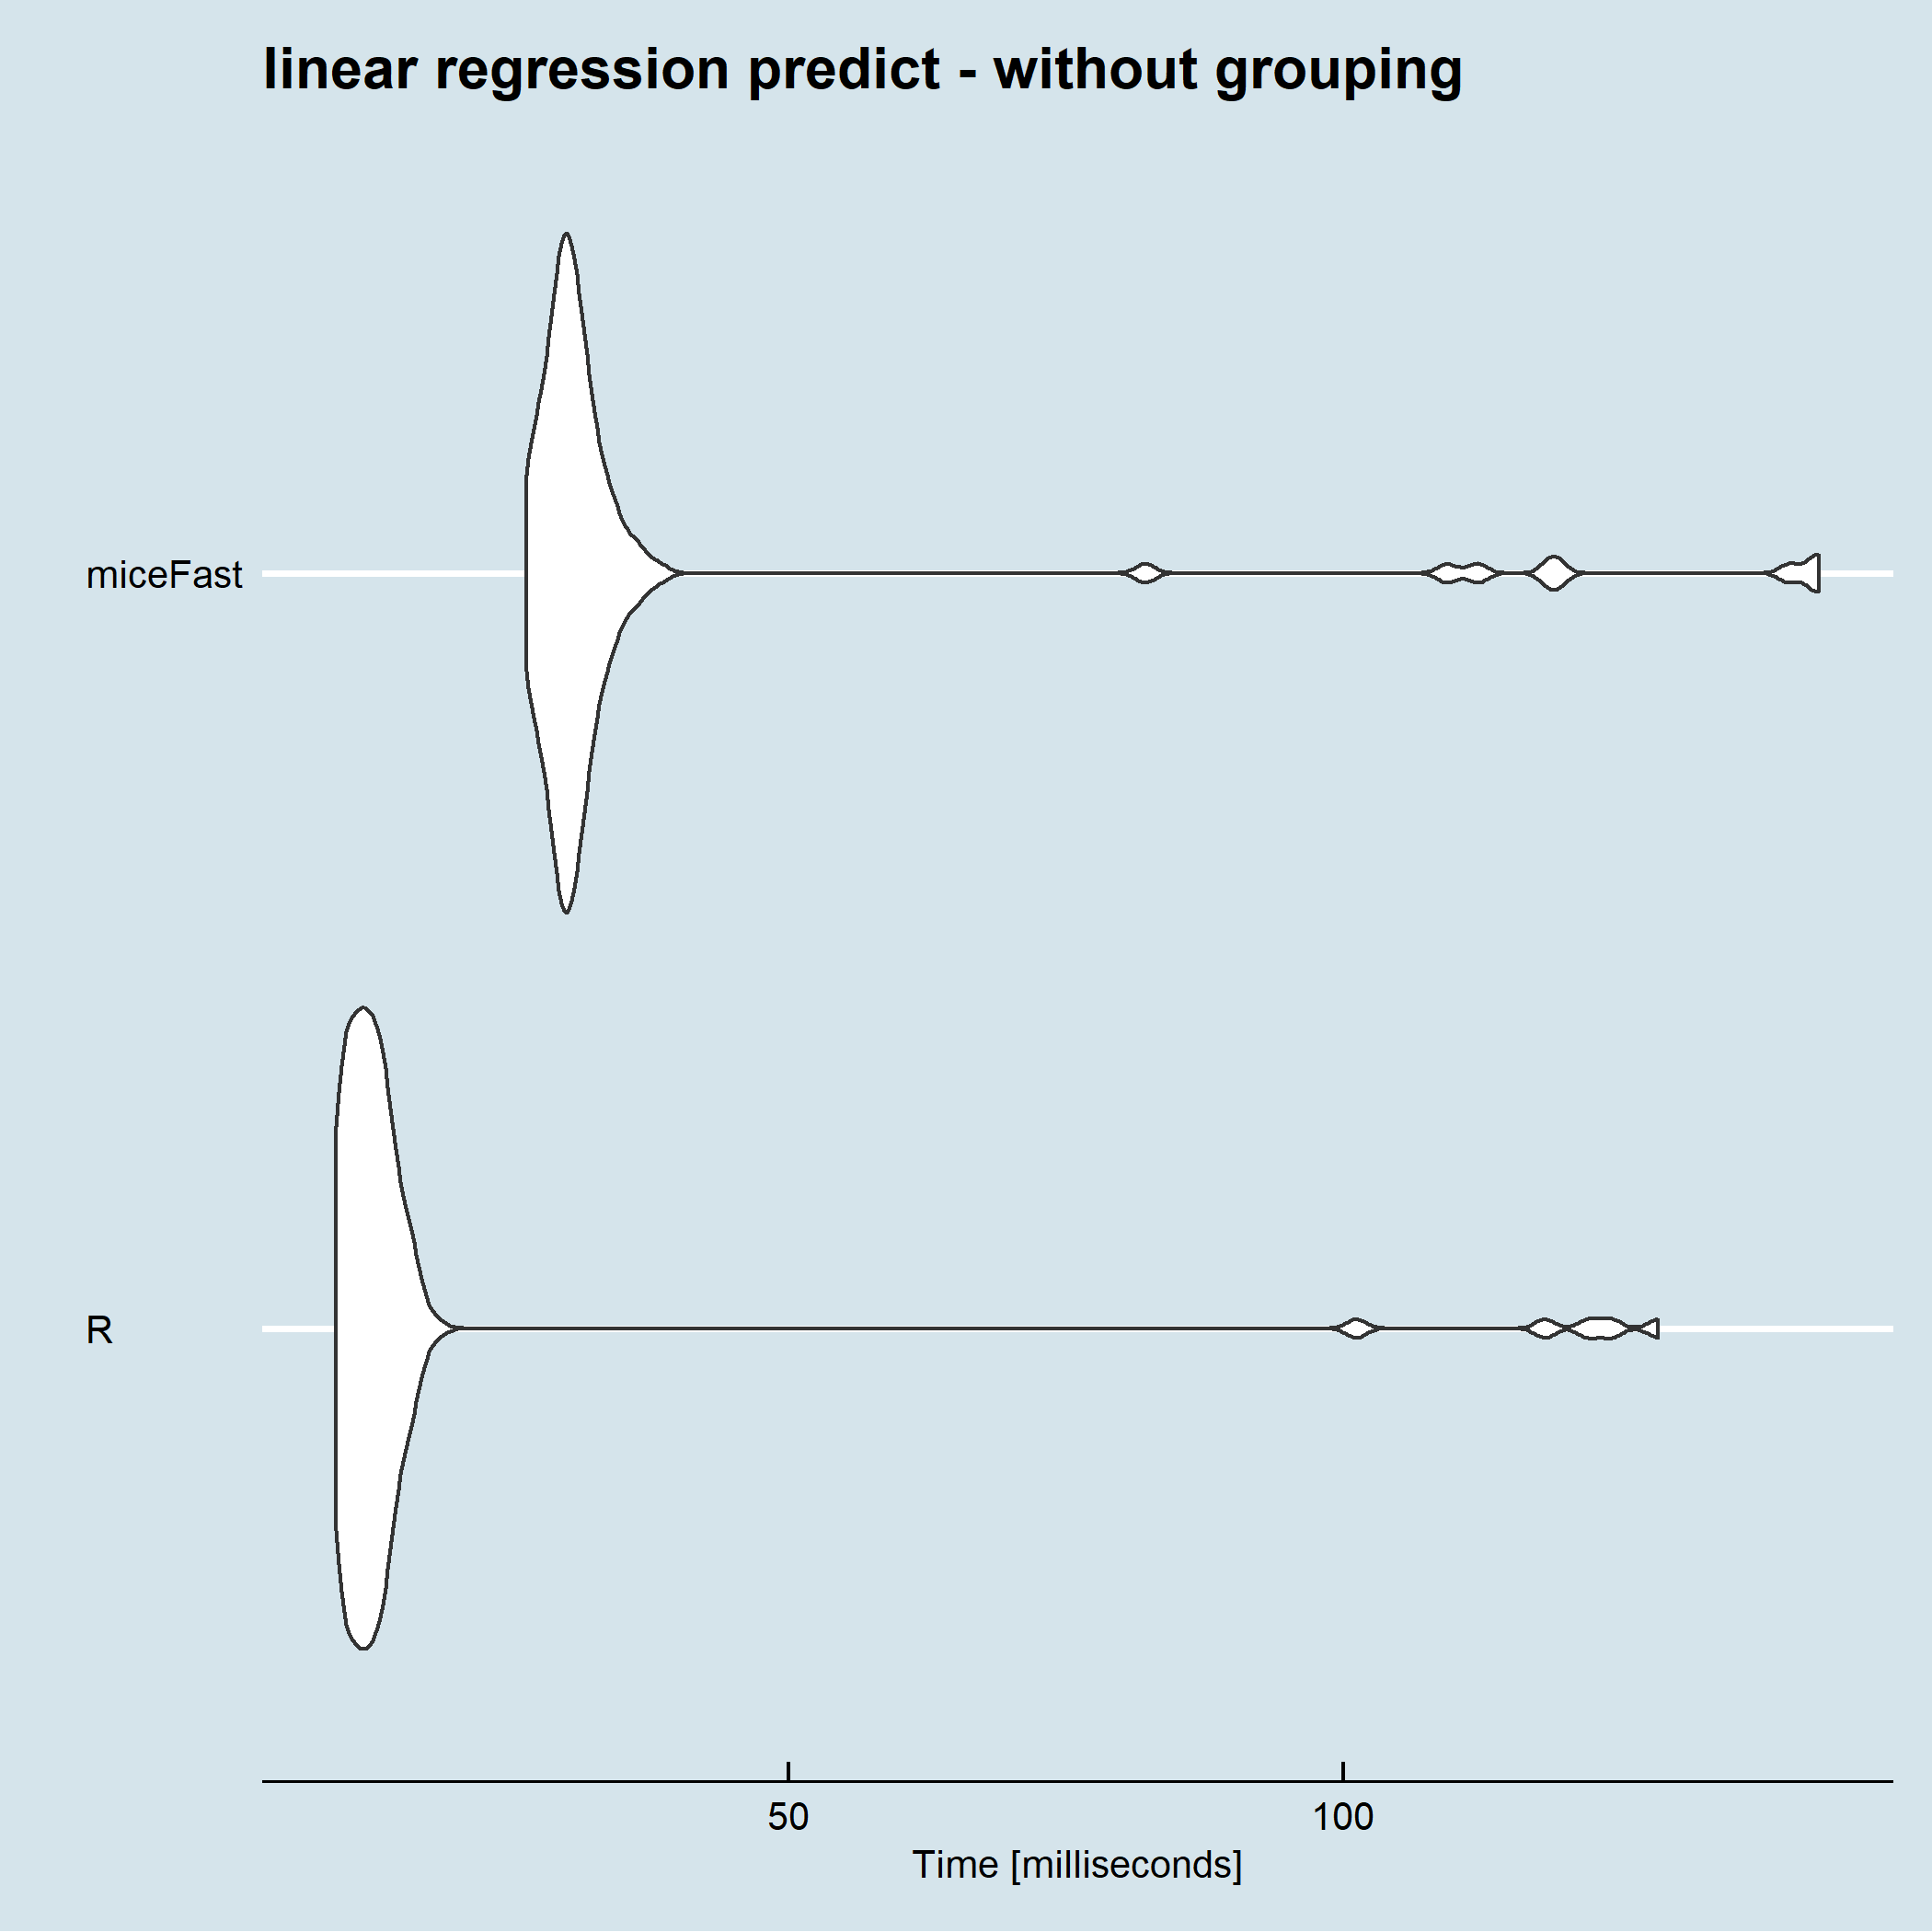 linear regression predict - without grouping
miceFast
R
50 100
Time [milliseconds]